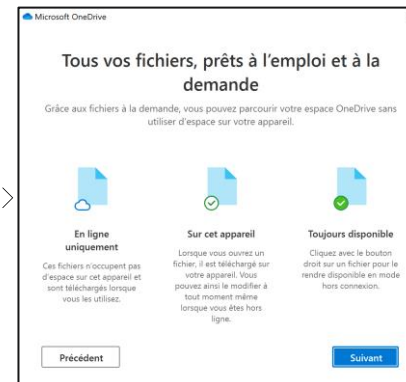 Microsoft OneDrive
Tous vos fichiers, prêts à l'emploi et à la
demande
Grâce aux fichiers à la demande, vous pouvez parcourir votre espace OneDrive sans
utiliser d'espace sur votre appareil.
En ligne
uniquement
Ces fichiers n'occupent pas
d'espace sur cet appareil et
sont téléchargés lorsque
vous les utilisez.
Sur cet appareil
Lorsque vous ouvrez un
fichier, il est téléchargé sur
votre appareil. Vous
pouvez ainsi le modifier à
tout moment même
lorsque vous êtes hors
ligne.
Toujours disponible
Cliquez avec le bouton
droit sur un fichier pour le
rendre disponible en mode
hors connexion.
Précédent
Suivant